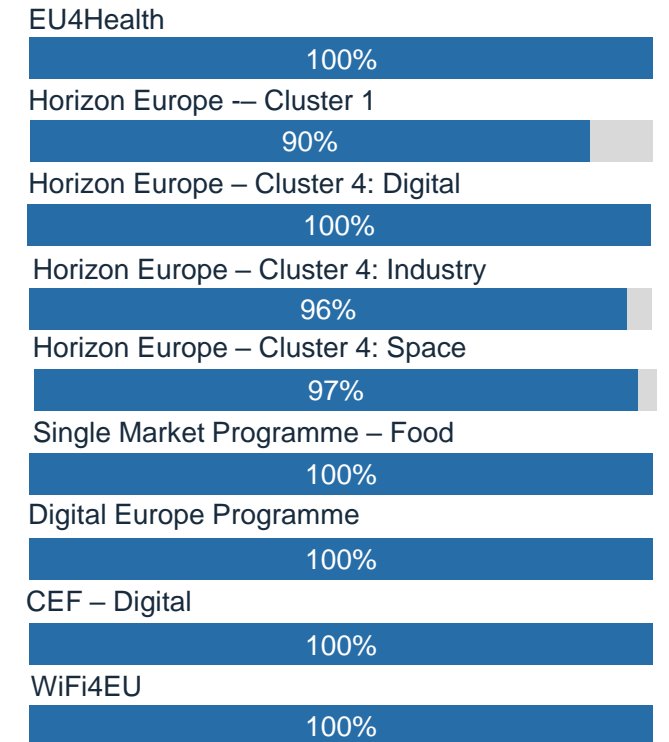 EU4Health
100%
Horizon Europe -– Cluster 1
90%
Horizon Europe – Cluster 4: Digital
100%
Horizon Europe – Cluster 4: Industry
96%
Horizon Europe – Cluster 4: Space
97%
Single Market Programme – Food
100%
Digital Europe Programme
100%
CEF – Digital
100%
WiFi4EU
100%